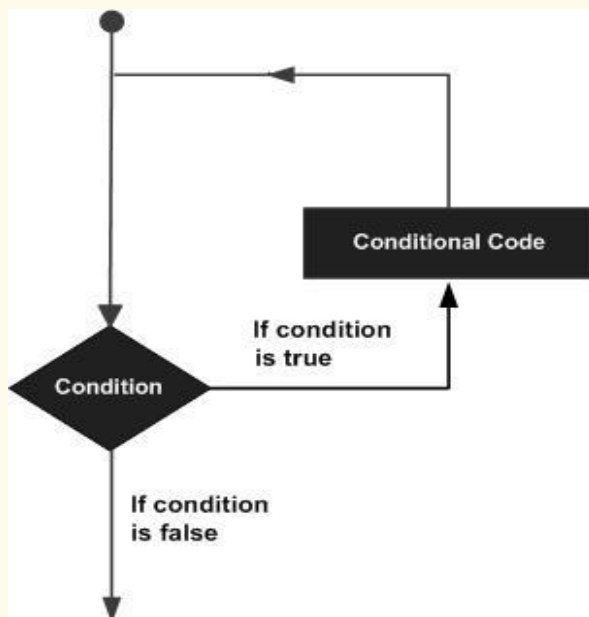 Conditional Code
If condition
is true
Condition
If condition
is false